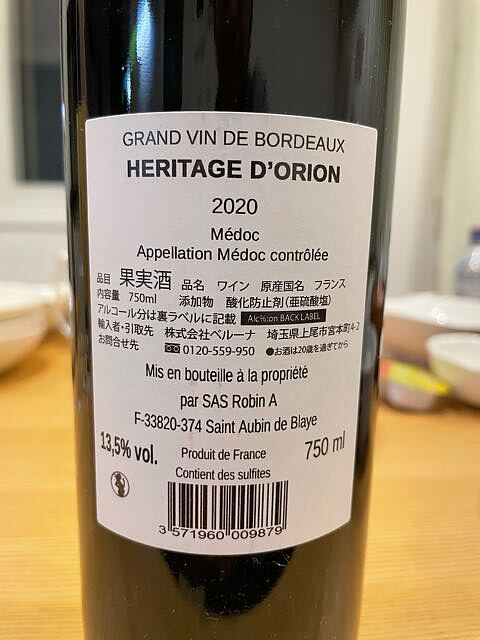 GRAND VIN DE BORDEAUX
HERITAGE D'ORION
2020
Médoc
Appellation Médoc contrôlée
品目 果実酒 品名 ワイン 原産国名 フランス
内容量 750ml 添加物 酸化防止剤(亜硫酸塩)
アルコール分は裏ラベルに記載 Alc%:on BACK LABEL
輸入者・引取先 株式会社ベルーナ 埼玉県上尾市宮本町4-2
お問合せ先 0120-559-950 ●お酒は20歳を過ぎてから
Mis en bouteille à la propriété
par SAS Robin A
F-33820-374 Saint Aubin de Blaye
13,5% vol. Produit de France 750 ml
Contient des sulfites
3 571960 009879